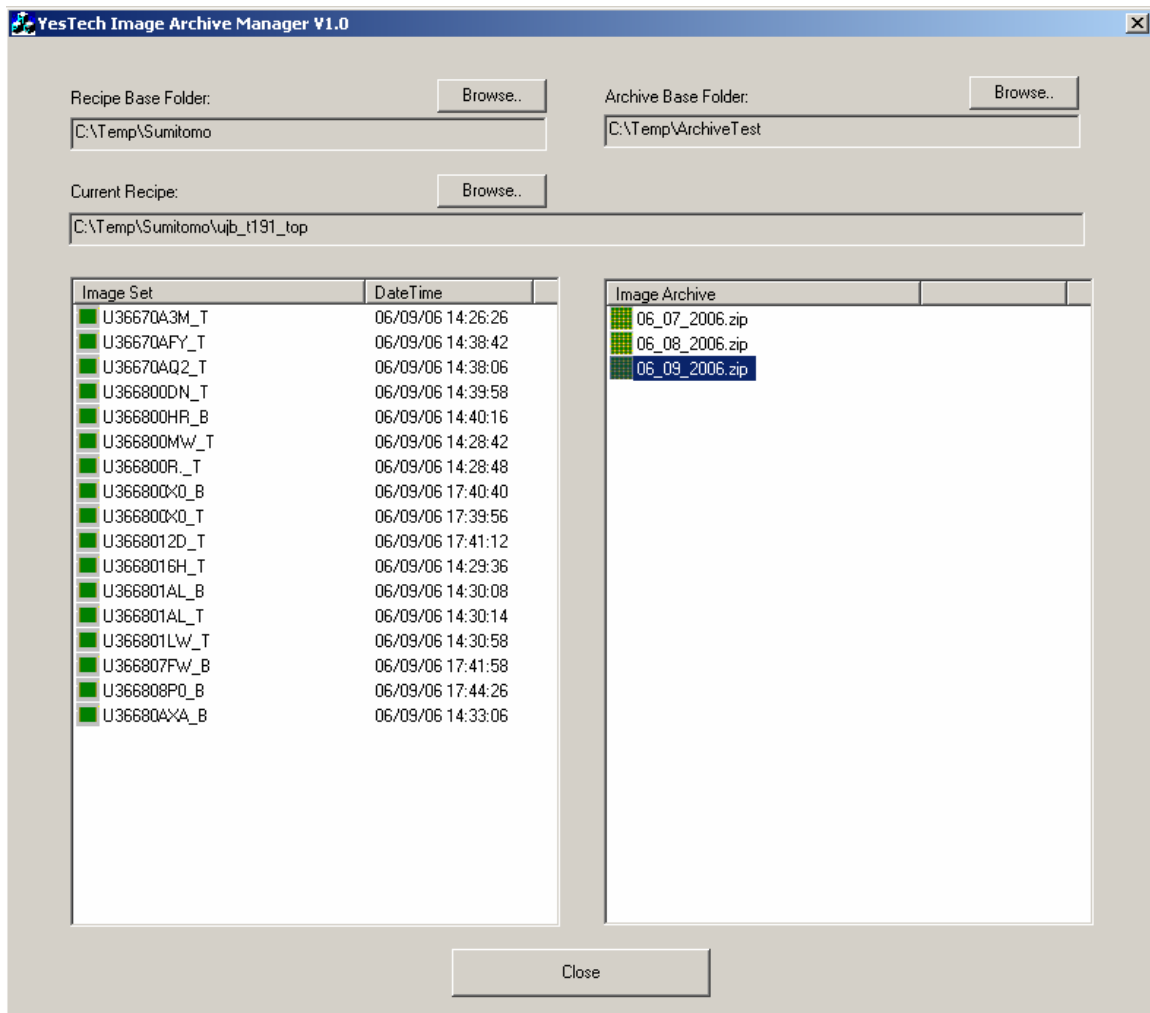 YesTech Image Archive Manager V1.0
Recipe Base Folder: Browse..
Archive Base Folder: Browse..
C:\Temp\Sumitomo
C:\Temp\ArchiveTest
Current Recipe: Browse..
C:\Temp\Sumitomo\ujb_t191_top
Image Set DateTime
U36670A3M_T 06/09/06 14:26:26
U36670AFY_T 06/09/06 14:38:42
U36670AQ2_T 06/09/06 14:38:06
U366800DN_T 06/09/06 14:39:58
U366800HR_B 06/09/06 14:40:16
U366800MW_T 06/09/06 14:28:42
U366800R._T 06/09/06 14:28:48
U366800X0_B 06/09/06 17:40:40
U366800X0_T 06/09/06 17:39:56
U3668012D_T 06/09/06 17:41:12
U3668016H_T 06/09/06 14:29:36
U366801AL_B 06/09/06 14:30:08
U366801AL_T 06/09/06 14:30:14
U366801LW_T 06/09/06 14:30:58
U366807FW_B 06/09/06 17:41:58
U366808P0_B 06/09/06 17:44:26
U36680AXA_B 06/09/06 14:33:06
Image Archive
06_07_2006.zip
06_08_2006.zip
06_09_2006.zip
Close